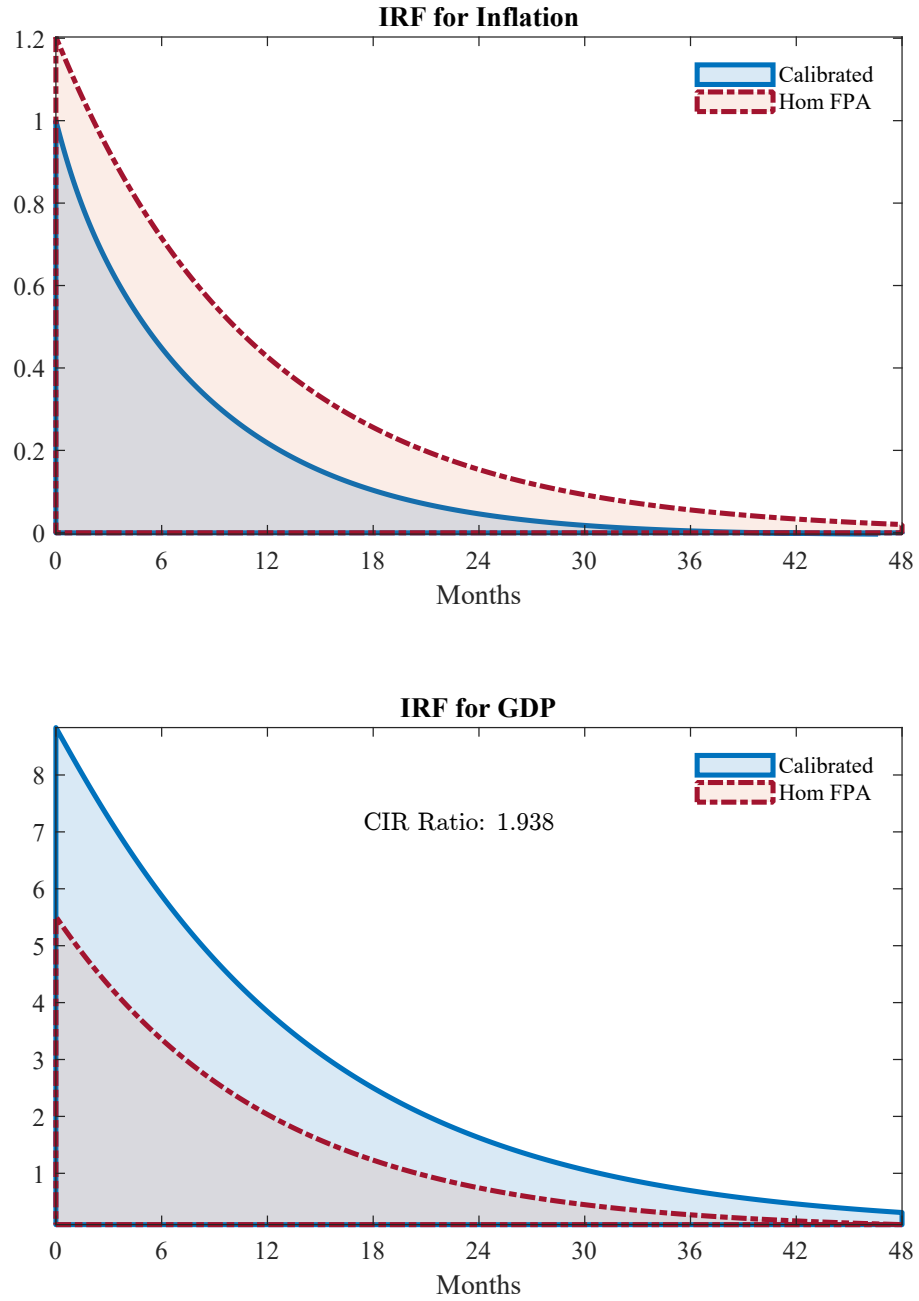 IRF for Inflation
1.2
1
0.8
0.6
0.4
0.2
0
Calibrated
Hom FPA
0 6 12 18 24 30 36 42 48
Months
IRF for GDP
8
7
6
5
4
3
2
1
Calibrated
Hom FPA
CIR Ratio: 1.938
0 6 12 18 24 30 36 42 48
Months